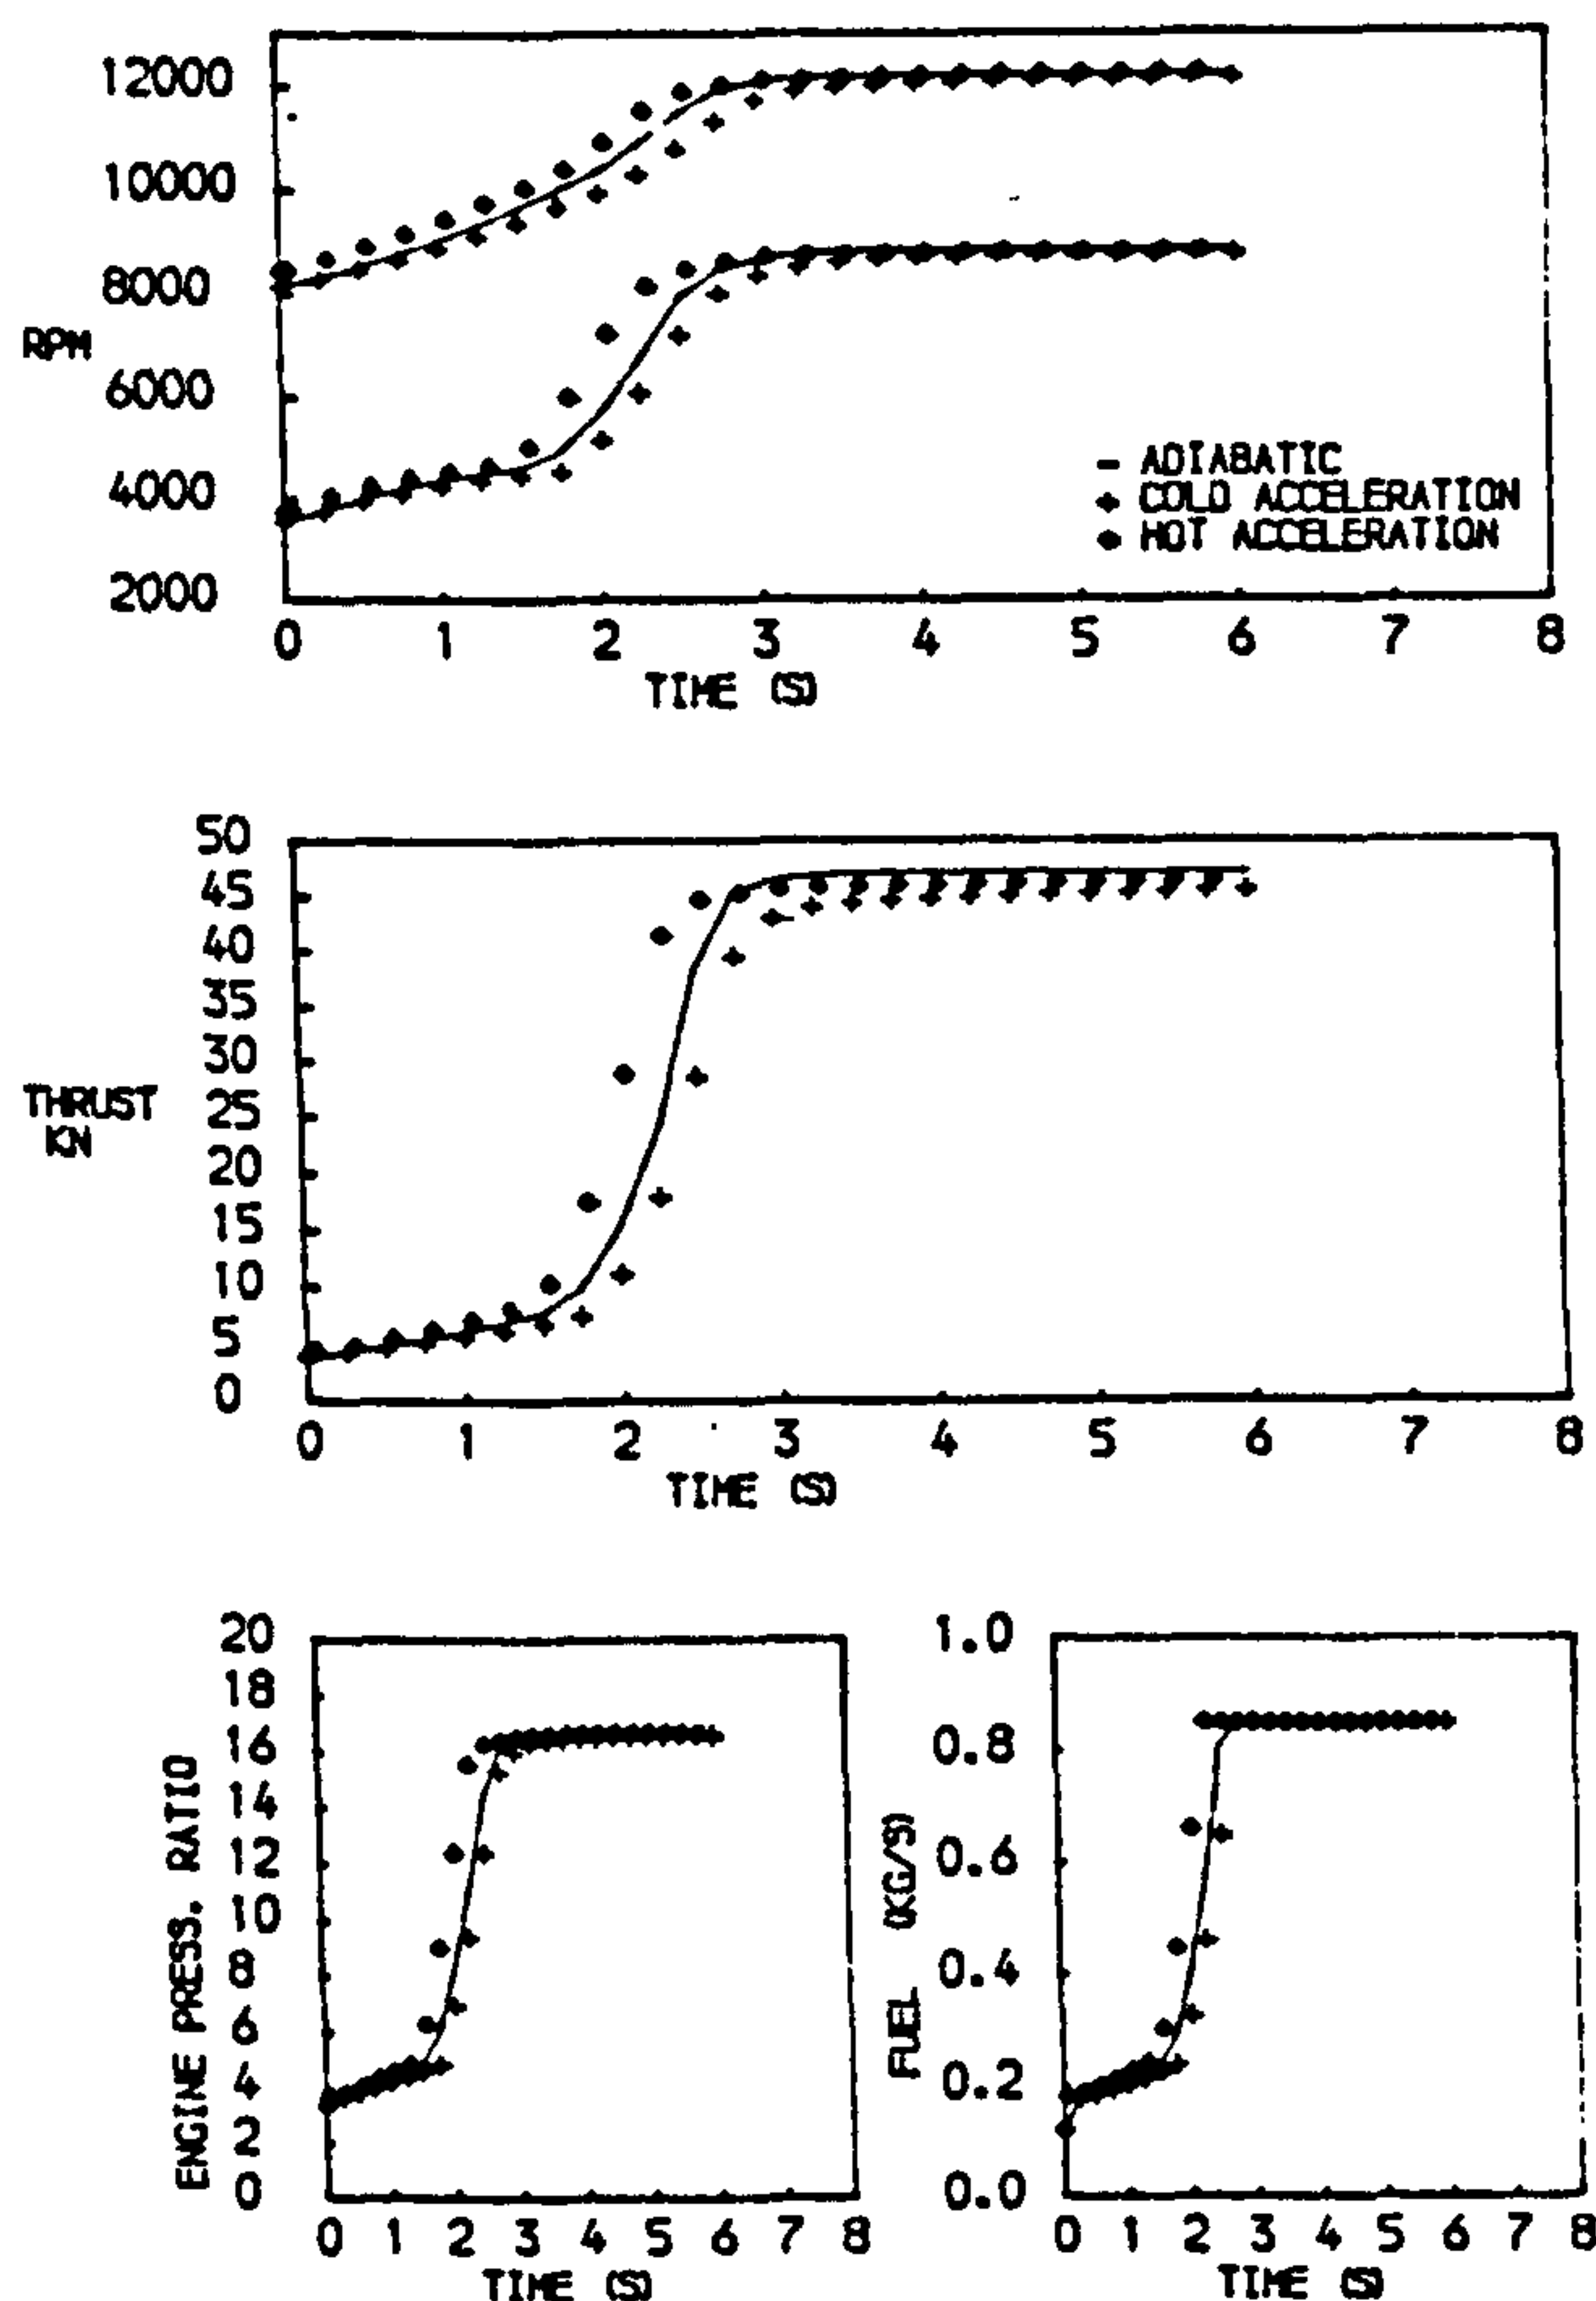 12000
10000
8000
RPM
6000
4000
2000
- ADIABATIC
COLD ACCELERATION
HOT ACCELERATION
0 1 2 3 4 5 6 7 8
TIME (S)
50
45
40
35
30
THRUST
KN
25
20
15
10
5
0
0 1 2 3 4 5 6 7 8
TIME (S)
ENGINE PRESS. RATIO
20
18
16
14
12
10
8
6
4
2
0
0 1 2 3 4 5 6 7 8
TIME (S)
FUEL (KG/S)
1.0
0.8
0.6
0.4
0.2
0.0
0 1 2 3 4 5 6 7 8
TIME (S)